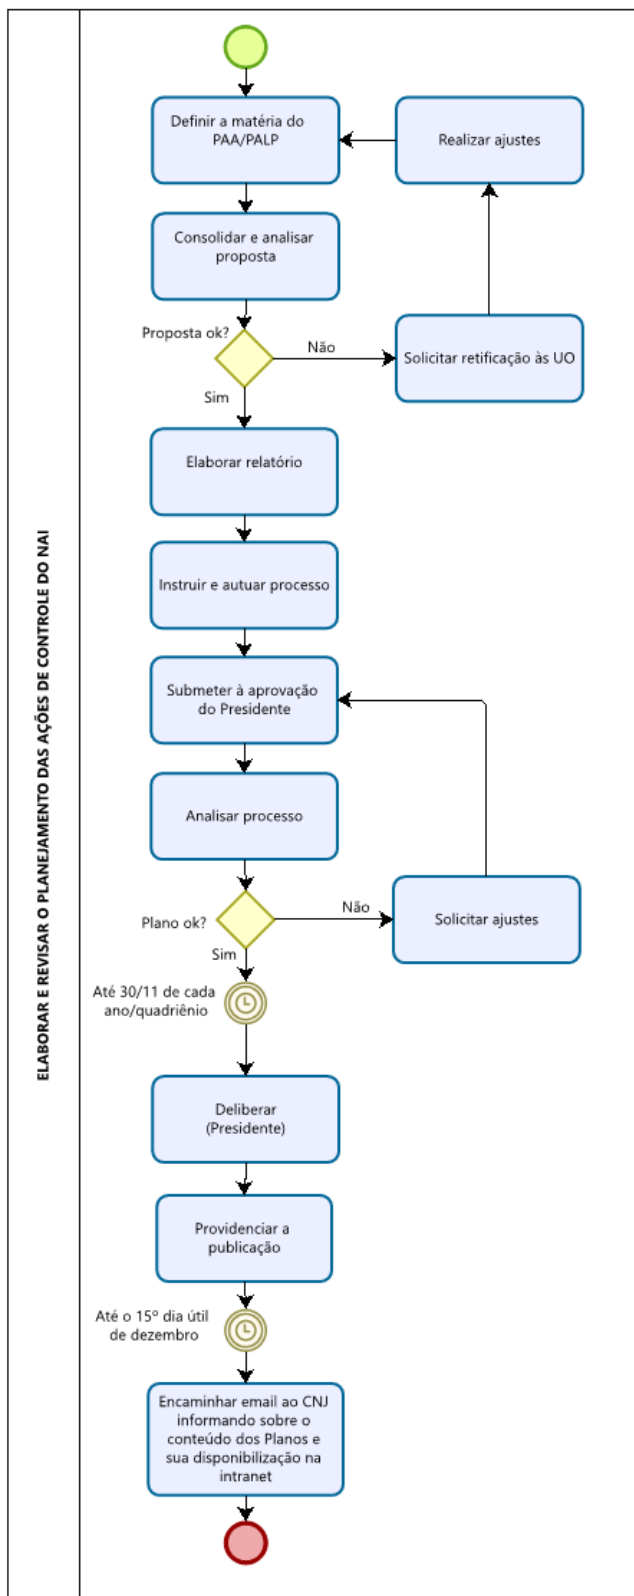 ELABORAR E REVISAR O PLANEJAMENTO DAS AÇÕES DE CONTROLE DO NAI
Definir a matéria do
PAA/PALP
Realizar ajustes
Consolidar e analisar
proposta
Proposta ok?
Não
Solicitar retificação às UO
Sim
Elaborar relatório
Instruir e autuar processo
Submeter à aprovação
do Presidente
Analisar processo
Plano ok?
Não
Solicitar ajustes
Sim
Até 30/11 de cada
ano/quadriênio
Deliberar
(Presidente)
Providenciar a
publicação
Até o 15º dia útil
de dezembro
Encaminhar email ao CNJ
informando sobre o
conteúdo dos Planos e
sua disponibilização na
intranet